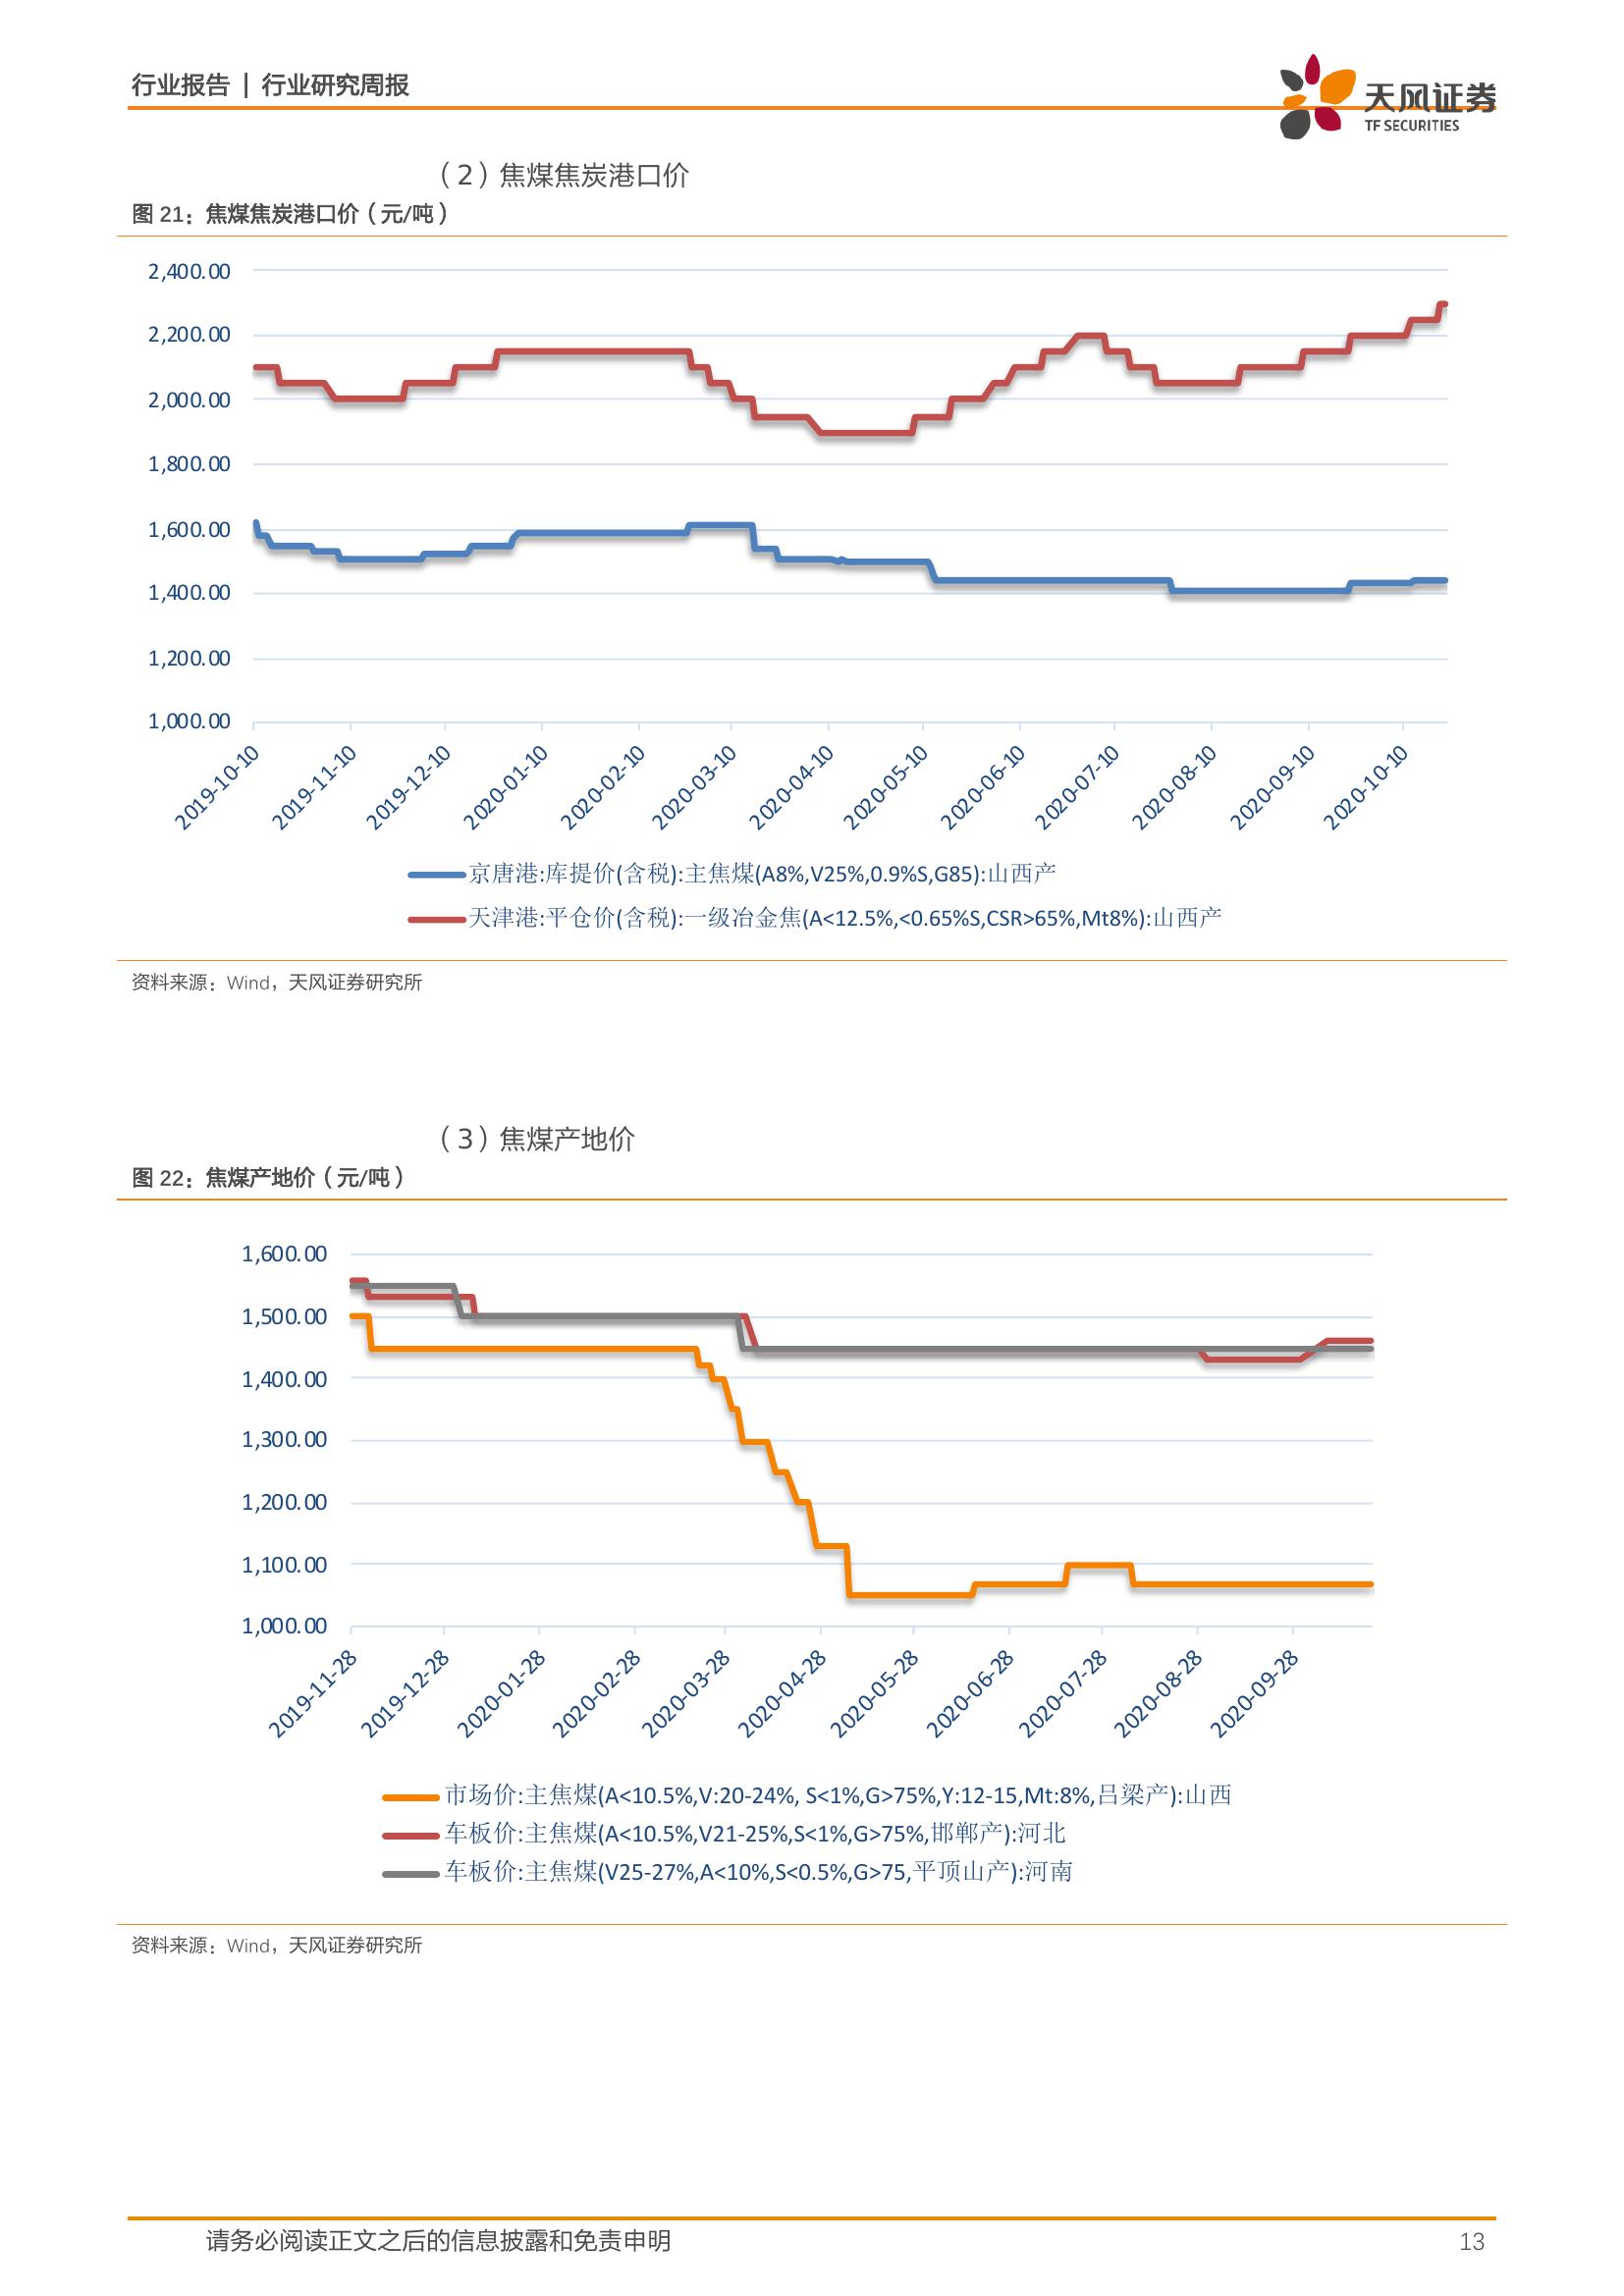 行业报告 | 行业研究周报
天风证券
TF SECURITIES
（2）焦煤焦炭港口价
图 21：焦煤焦炭港口价（元/吨）
2,400.00
2,200.00
2,000.00
1,800.00
1,600.00
1,400.00
1,200.00
1,000.00
2019-10-10
2019-11-10
2019-12-10
2020-01-10
2020-02-10
2020-03-10
2020-04-10
2020-05-10
2020-06-10
2020-07-10
2020-08-10
2020-09-10
2020-10-10
京唐港:库提价(含税):主焦煤(A8%,V25%,0.9%S,G85):山西产
天津港:平仓价(含税):一级冶金焦(A<12.5%,<0.65%S,CSR>65%,Mt8%):山西产
资料来源：Wind，天风证券研究所
（3）焦煤产地价
图 22：焦煤产地价（元/吨）
1,600.00
1,500.00
1,400.00
1,300.00
1,200.00
1,100.00
1,000.00
2019-11-28
2019-12-28
2020-01-28
2020-02-28
2020-03-28
2020-04-28
2020-05-28
2020-06-28
2020-07-28
2020-08-28
2020-09-28
市场价:主焦煤(A<10.5%,V:20-24%, S<1%,G>75%,Y:12-15,Mt:8%,吕梁产):山西
车板价:主焦煤(A<10.5%,V21-25%,S<1%,G>75%,邯郸产):河北
车板价:主焦煤(V25-27%,A<10%,S<0.5%,G>75,平顶山产):河南
资料来源：Wind，天风证券研究所
请务必阅读正文之后的信息披露和免责申明
13